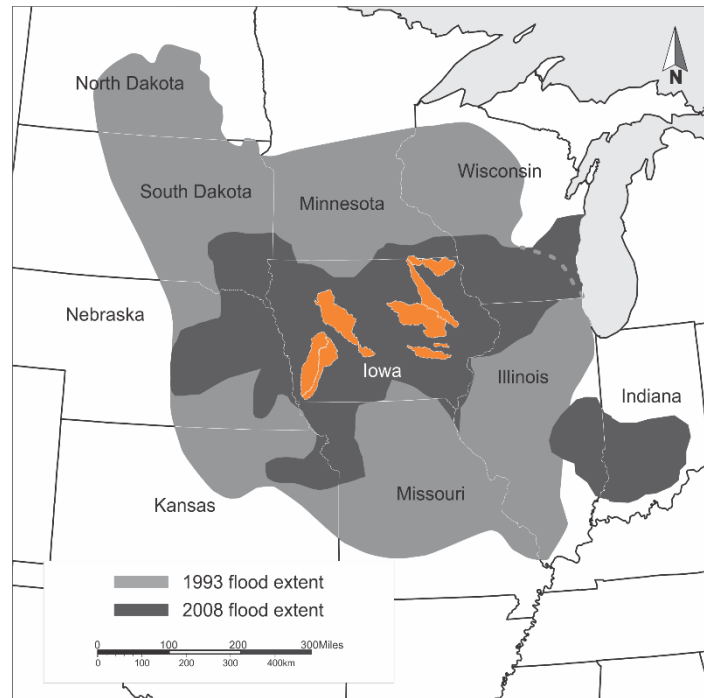 N
North Dakota
Wisconsin
South Dakota
Minnesota
Nebraska
Iowa
Illinois
Indiana
Kansas
Missouri
1993 flood extent
2008 flood extent
0 100 200 300Miles
0 100 200 400km